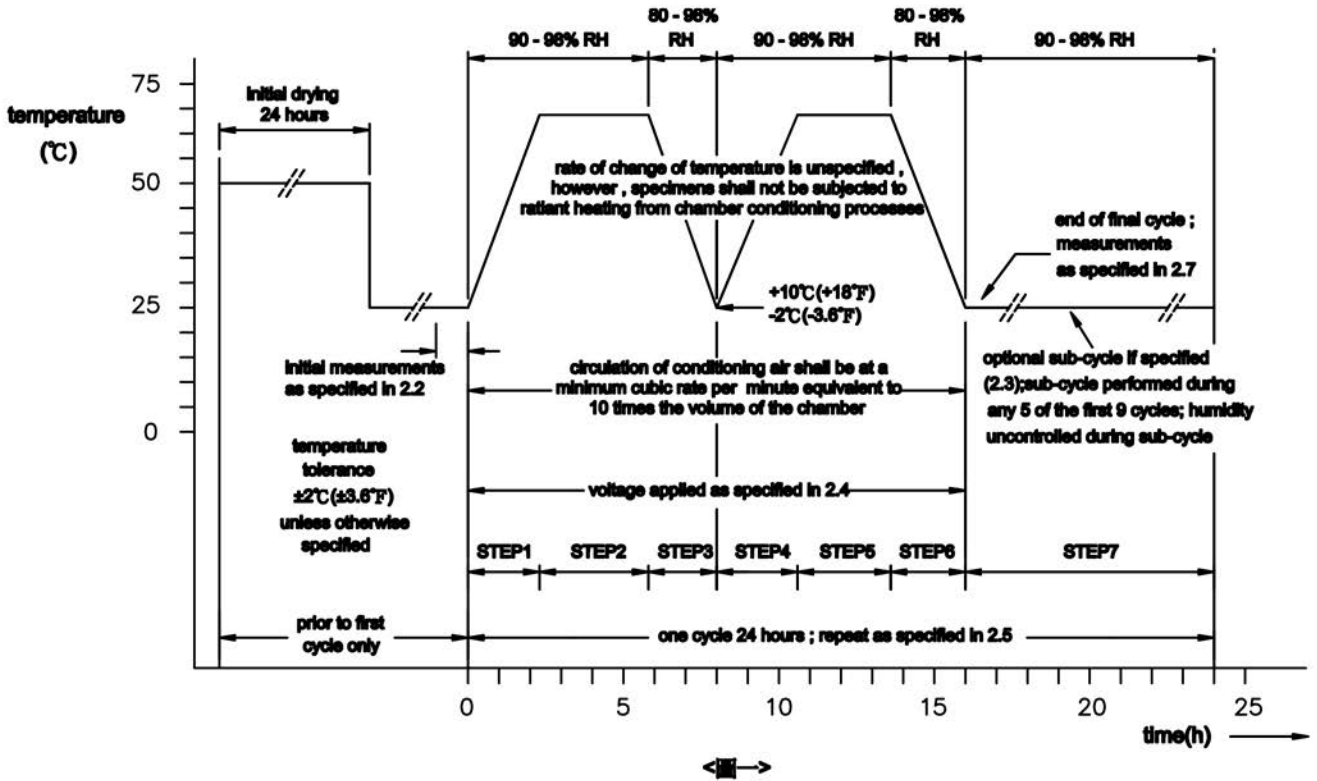 80 - 98%
RH
80 - 98%
RH
90 - 98% RH
90 - 98% RH
90 - 98% RH
temperature
(℃)
75
50
25
0
initial drying
24 hours
rate of change of temperature is unspecified ,
however , specimens shall not be subjected to
ratiant heating from chamber conditioning processes
end of final cycle ;
measurements
as specified in 2.7
+10℃(+18℉)
-2℃(-3.6℉)
initial measurements
as specified in 2.2
circulation of conditioning air shall be at a
minimum cubic rate per minute equivalent to
10 times the volume of the chamber
optional sub-cycle if specified
(2.3);sub-cycle performed during
any 5 of the first 9 cycles; humidity
uncontrolled during sub-cycle
temperature
tolerance
±2℃(±3.6℉)
unless otherwise
specified
voltage applied as specified in 2.4
STEP1
STEP2
STEP3
STEP4
STEP5
STEP6
STEP7
prior to first
cycle only
one cycle 24 hours ; repeat as specified in 2.5
0
5
10
15
20
25
time(h)